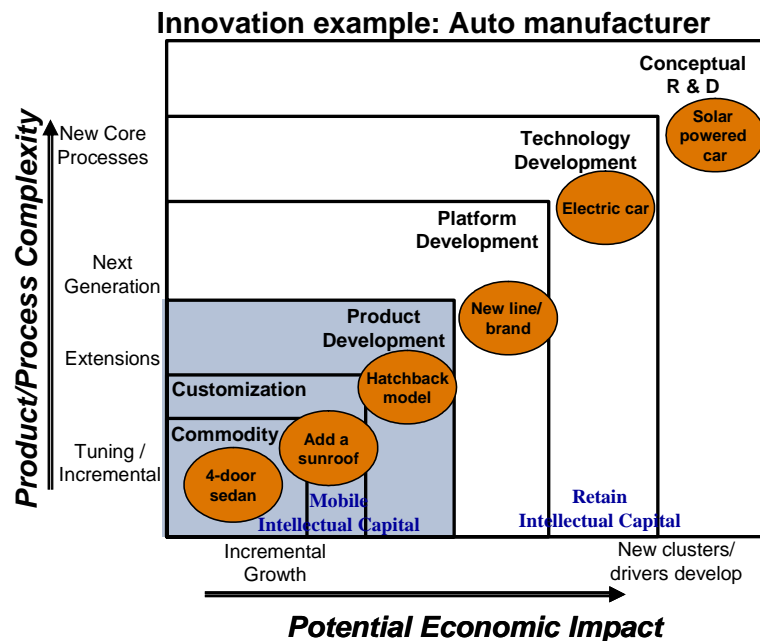 Innovation example: Auto manufacturer
Conceptual
R & D
Solar
powered
car
New Core
Processes
Technology
Development
Electric car
Platform
Development
Next
Generation
New line/
brand
Product
Development
Extensions
Hatchback
model
Customization
Commodity
Add a
sunroof
Tuning /
Incremental
4-door
sedan
Mobile
Intellectual Capital
Retain
Intellectual Capital
Product/Process Complexity
Incremental
Growth
New clusters/
drivers develop
Potential Economic Impact